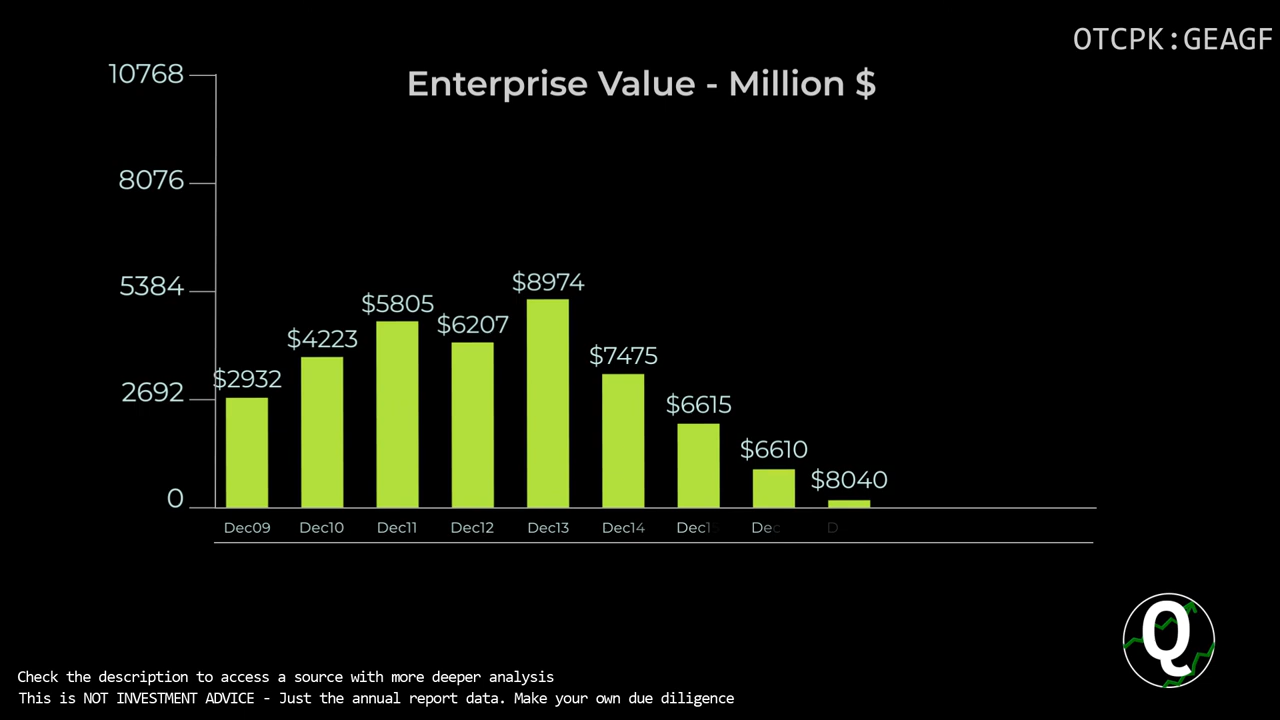 OTCPK:GEAGF
Enterprise Value - Million $
10768
8076
5384
2692
0
$2932
$4223
$5805
$6207
$8974
$7475
$6615
$6610
$8040
Dec09 Dec10 Dec11 Dec12 Dec13 Dec14 Dec15 Dec D
Q
Check the description to access a source with more deeper analysis
This is NOT INVESTMENT ADVICE - Just the annual report data. Make your own due diligence